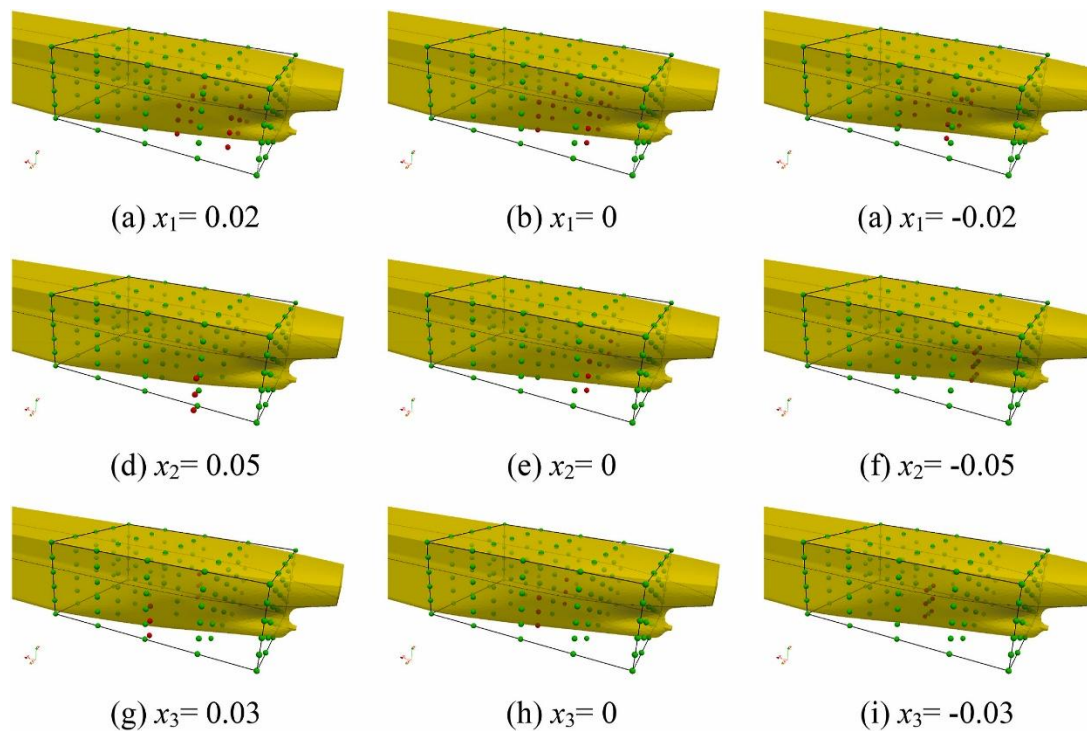 (a) x₁= 0.02
(b) x₁= 0
(a) x₁= -0.02
(d) x₂= 0.05
(e) x₂= 0
(f) x₂= -0.05
(g) x₃= 0.03
(h) x₃= 0
(i) x₃= -0.03